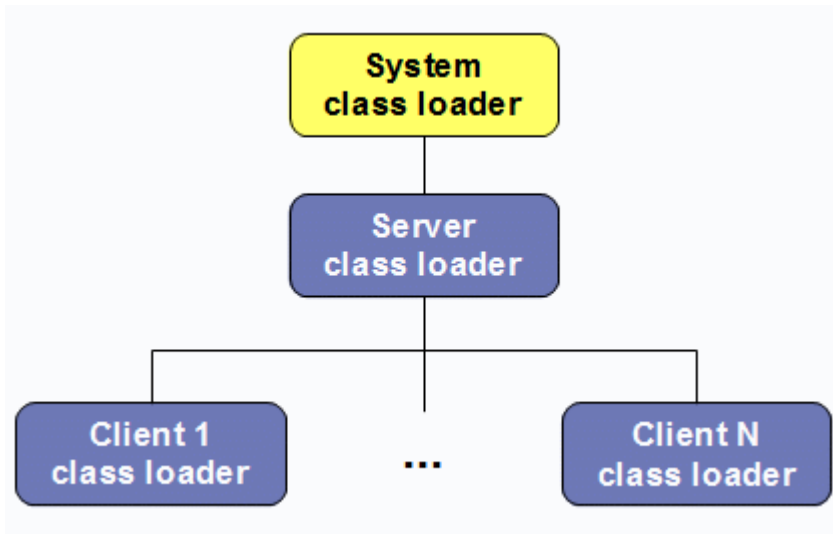 System
class loader
Server
class loader
Client 1
class loader
...
Client N
class loader